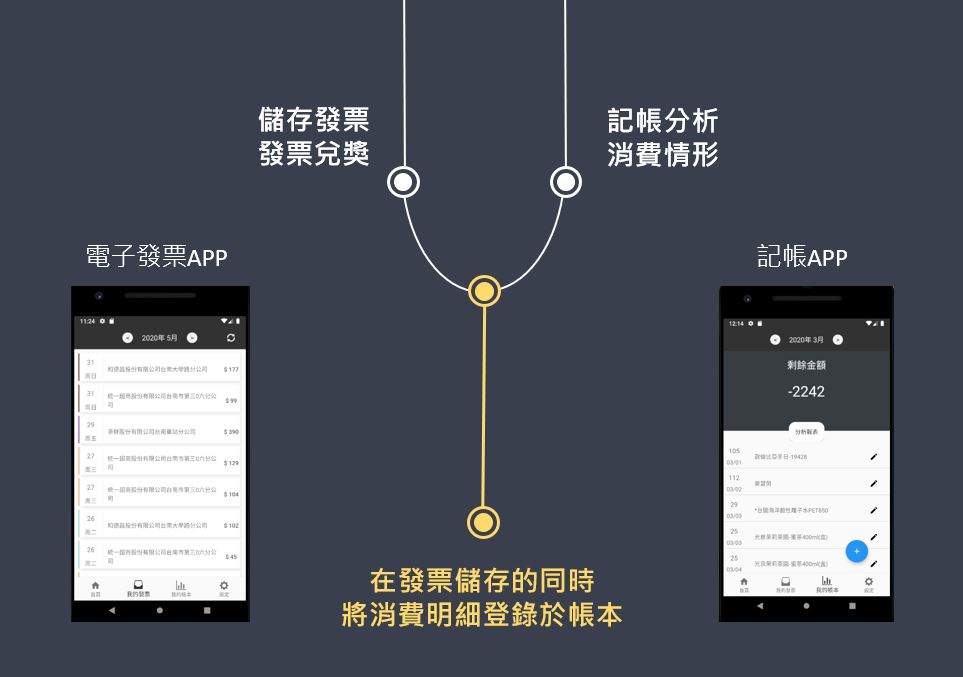 儲存發票
發票兌獎
記帳分析
消費情形
電子發票APP
記帳APP
11:24
2020年 5月
31
周日
和德昌股份有限公司台南大學路分公司
$ 177
31
周日
統一超商股份有限公司台南市第三0六分公司
$ 99
29
周五
爭鮮股份有限公司台南車站分公司
$ 390
27
周三
統一超商股份有限公司台南市第三0六分公司
$ 129
27
周三
統一超商股份有限公司台南市第三0六分公司
$ 104
26
周二
和德昌股份有限公司台南大學路分公司
$ 102
26
周二
統一超商股份有限公司台南市第三0六分公司
$ 45
首頁
我的發票
我的帳本
設定
12:14
2020年 3月
剩餘金額
-2242
分析報表
105
03/01
凱倫比亞冬日-19428
112
03/02
麥當勞
29
03/03
*台鹽海洋鹼性離子水PET850
25
03/03
光泉茉莉茶園-蜜茶400ml(盒)
25
03/04
光泉茉莉茶園-蜜茶400ml(盒)
+
首頁
我的發票
我的帳本
設定
在發票儲存的同時
將消費明細登錄於帳本